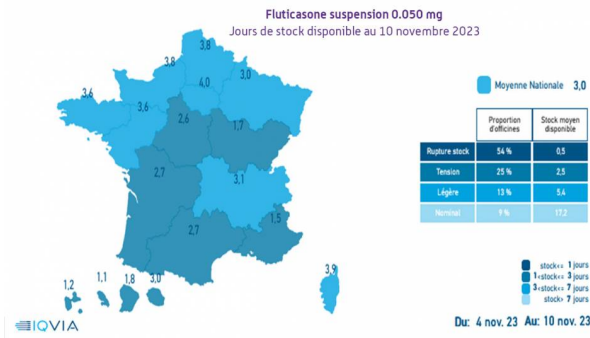 Fluticasone suspension 0.050 mg
Jours de stock disponible au 10 novembre 2023
3,8
3,8
4,0
3,0
3,6
3,6
2,6
1,7
2,7
3,1
2,7
1,5
3,9
1,2
1,1
1,8
3,0
Moyenne Nationale 3,0
Proportion d'officines Stock moyen disponible
Rupture stock 54 % 0,5
Tension 25 % 2,5
Légère 13 % 5,4
Nominal 9 % 17,2
stock<= 1 jours
1<stock<= 3 jours
3<stock<= 7 jours
stock> 7 jours
IQVIA
Du: 4 nov. 23 Au: 10 nov. 23